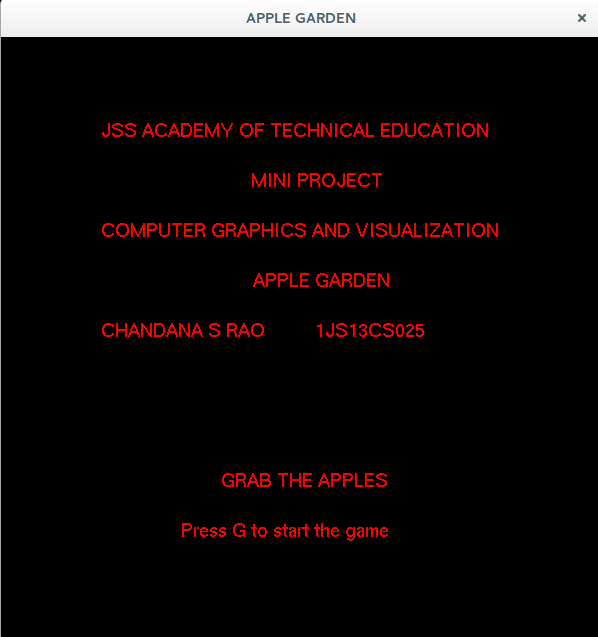 APPLE GARDEN ×
JSS ACADEMY OF TECHNICAL EDUCATION
MINI PROJECT
COMPUTER GRAPHICS AND VISUALIZATION
APPLE GARDEN
CHANDANA S RAO 1JS13CS025
GRAB THE APPLES
Press G to start the game